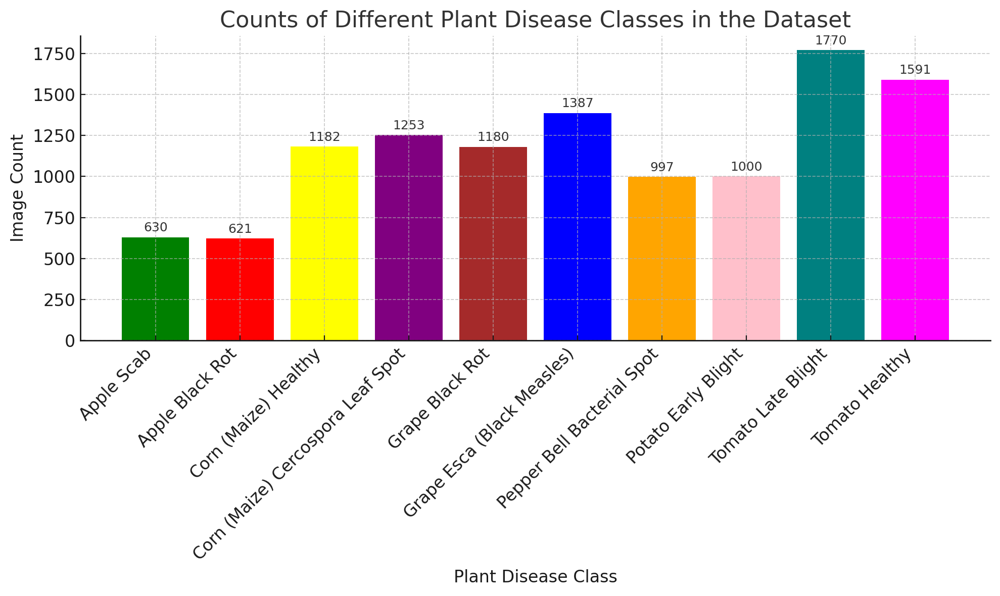 Counts of Different Plant Disease Classes in the Dataset
Image Count
1750
1500
1250
1000
750
500
250
0
630
621
1182
1253
1180
1387
997
1000
1770
1591
Apple Scab
Apple Black Rot
Corn (Maize) Healthy
Corn (Maize) Cercospora Leaf Spot
Grape Black Rot
Grape Esca (Black Measles)
Pepper Bell Bacterial Spot
Potato Early Blight
Tomato Late Blight
Tomato Healthy
Plant Disease Class